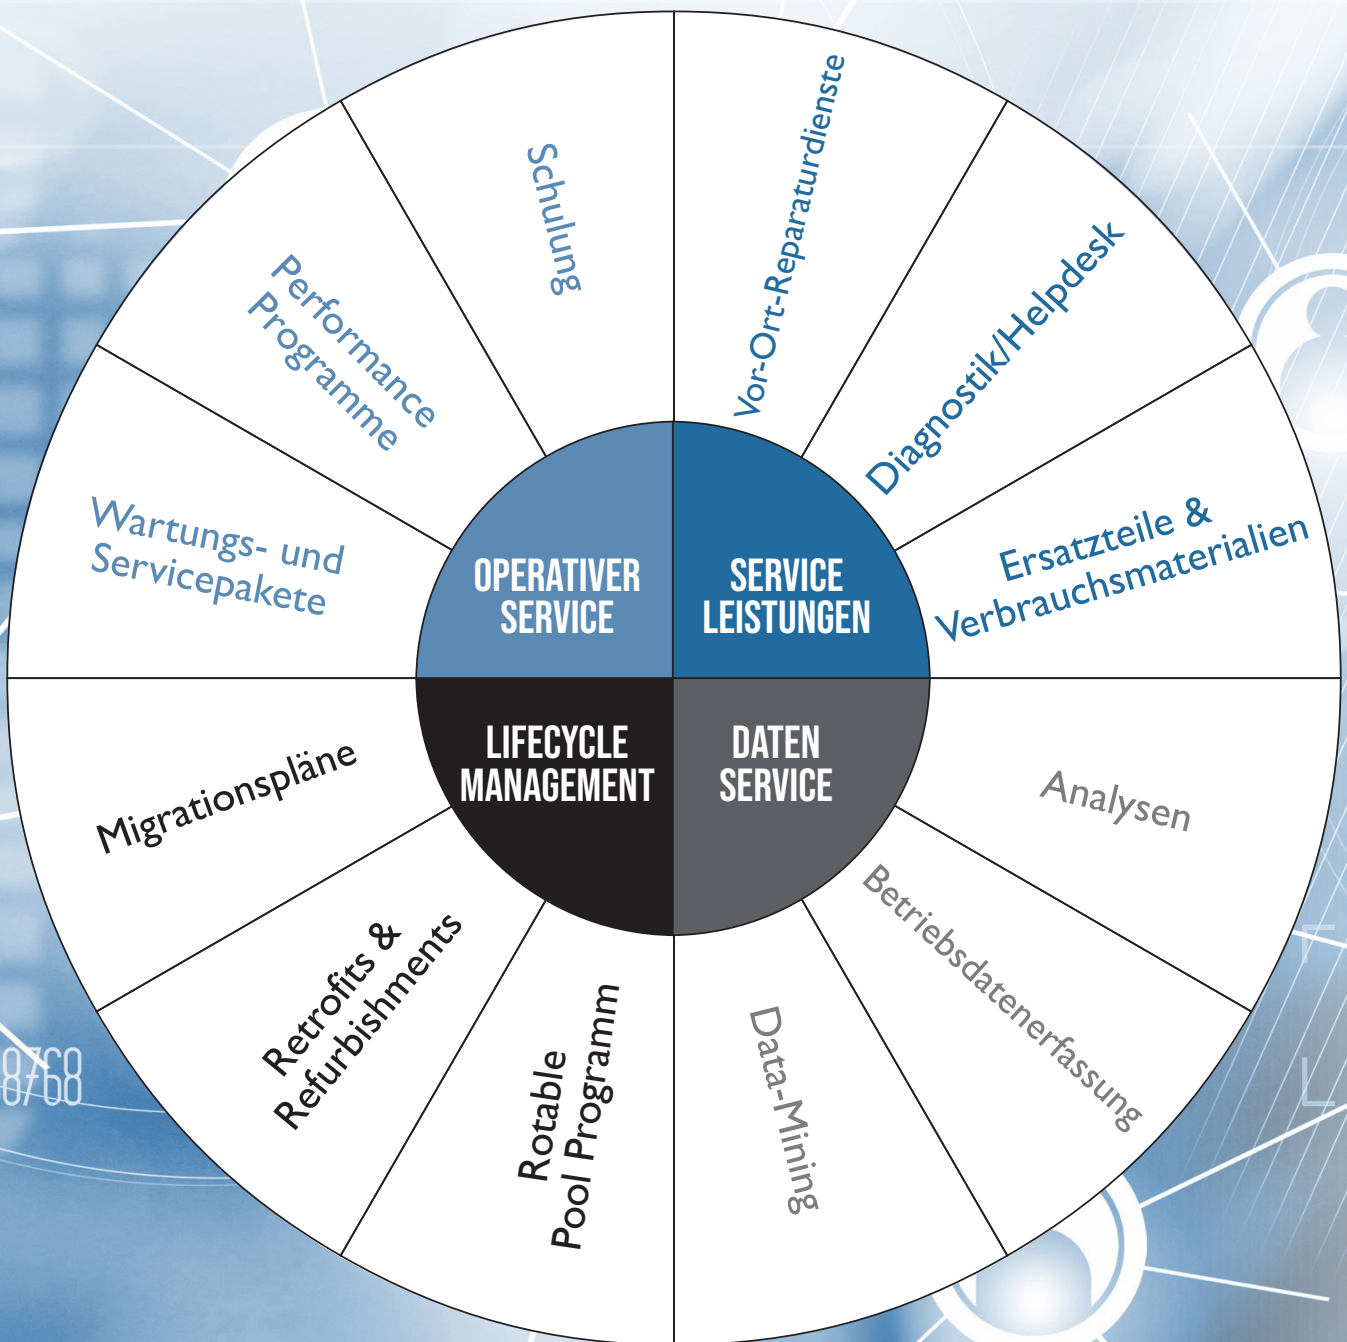 Schulung
Vor-Ort-Reparaturdienste
Performance
Programme
Diagnostik/Helpdesk
Wartungs- und
Servicepakete
Ersatzteile &
Verbrauchsmaterialien
OPERATIVER
SERVICE
SERVICE
LEISTUNGEN
LIFECYCLE
MANAGEMENT
DATEN
SERVICE
Migrationspläne
Analysen
Retrofits &
Refurbishments
Betriebsdatenerfassung
Rotable
Pool Programm
Data-Mining